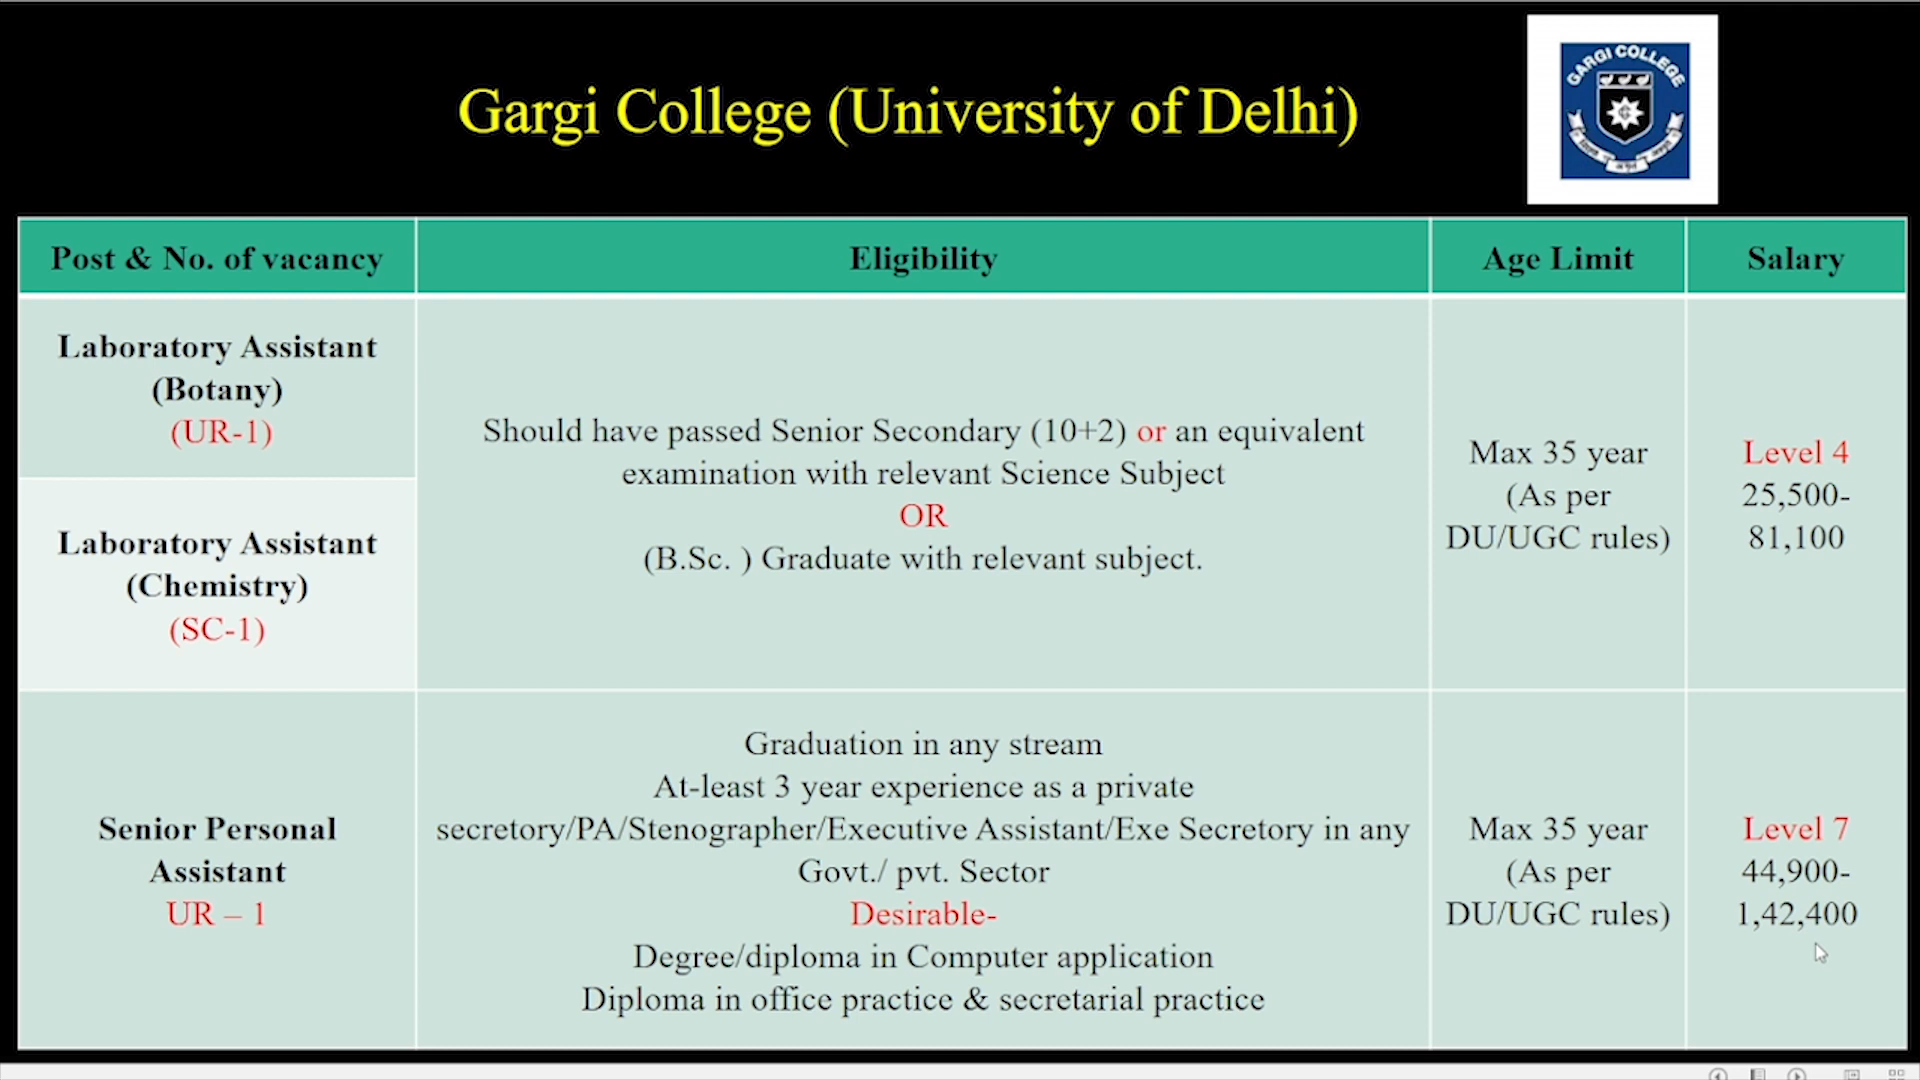 Gargi College (University of Delhi)
GARGI COLLEGE
Post & No. of vacancy
Eligibility
Age Limit
Salary
Laboratory Assistant
(Botany)
(UR-1)
Laboratory Assistant
(Chemistry)
(SC-1)
Should have passed Senior Secondary (10+2) or an equivalent
examination with relevant Science Subject
OR
(B.Sc. ) Graduate with relevant subject.
Max 35 year
(As per
DU/UGC rules)
Level 4
25,500-
81,100
Senior Personal
Assistant
UR – 1
Graduation in any stream
At-least 3 year experience as a private
secretory/PA/Stenographer/Executive Assistant/Exe Secretory in any
Govt./ pvt. Sector
Desirable-
Degree/diploma in Computer application
Diploma in office practice & secretarial practice
Max 35 year
(As per
DU/UGC rules)
Level 7
44,900-
1,42,400